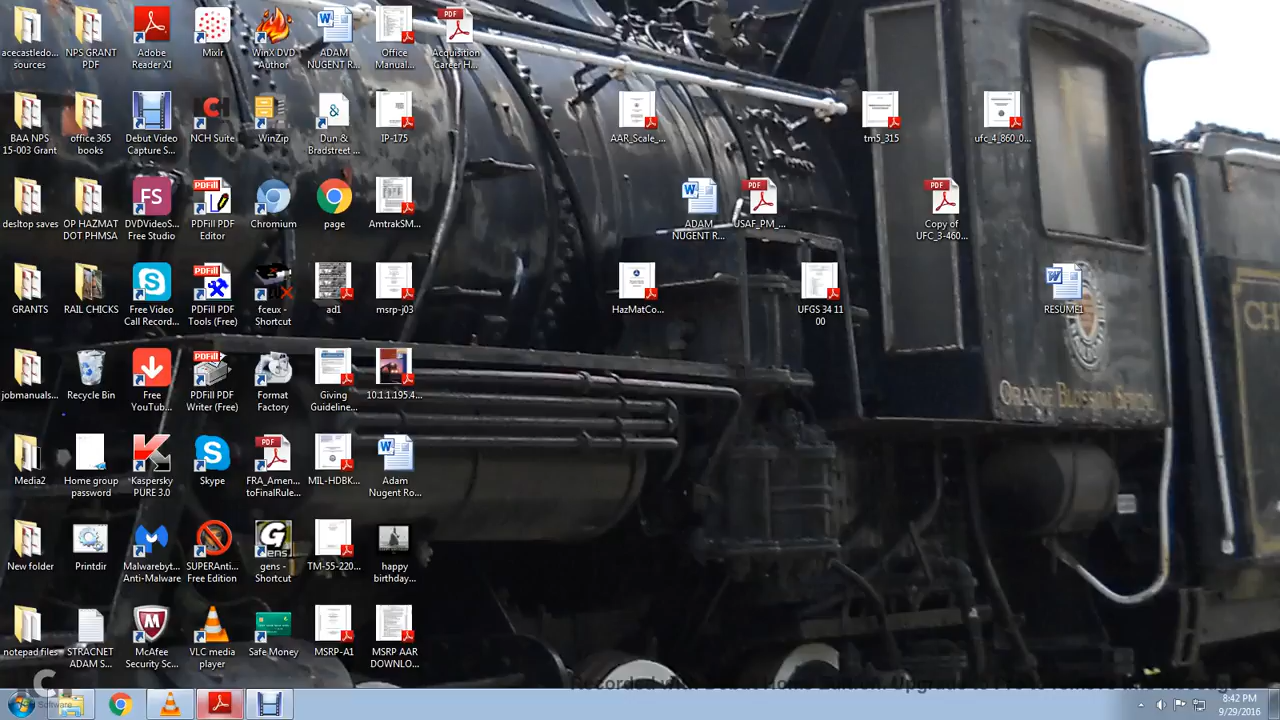 acecastledo...
sources
NPS GRANT
PDF
Adobe
Reader XI
Mixlr
WinX DVD
Author
ADAM
NUGENT R...
Office
Manual...
Acquisition
Career H...
BAA NPS
15-003 Grant
office 365
books
Debut Video
Capture S...
NCH Suite
WinZip
Dun &
Bradstreet ...
IP-175
AAR_Scale_...
tm5_315
ufc_4_860_0...
desltop saves
OP HAZMAT
DOT PHMSA
DVDVideoS...
Free Studio
PDFill PDF
Editor
Chromium
page
AmtrakSM...
ADAM
NUGENT R...
USAF_PM_...
Copy of
UFC_3-460...
GRANTS
RAIL CHICKS
Free Video
Call Record...
PDFill PDF
Tools (Free)
fceux -
Shortcut
ad1
msrp-j03
HazMatCo...
UFGS 34 11
00
RESUME1
jobmanuals...
Recycle Bin
Free
YouTub...
PDFill PDF
Writer (Free)
Format
Factory
Giving
Guideline...
10.1.1.195.4...
Media2
Home group
password
Kaspersky
PURE 3.0
Skype
FRA_Amen...
toFinalRule...
MIL-HDBK...
Adam
Nugent Ro...
New folder
Printdir
Malwarebyt...
Anti-Malware
SUPERAnti...
Free Edition
gens -
Shortcut
TM-55-220...
happy
birthday...
notepad files
STRACNET
ADAM S...
McAfee
Security Sc...
VLC media
player
Safe Money
MSRP-A1
MSRP AAR
DOWNLO...
8:42 PM
9/29/2016